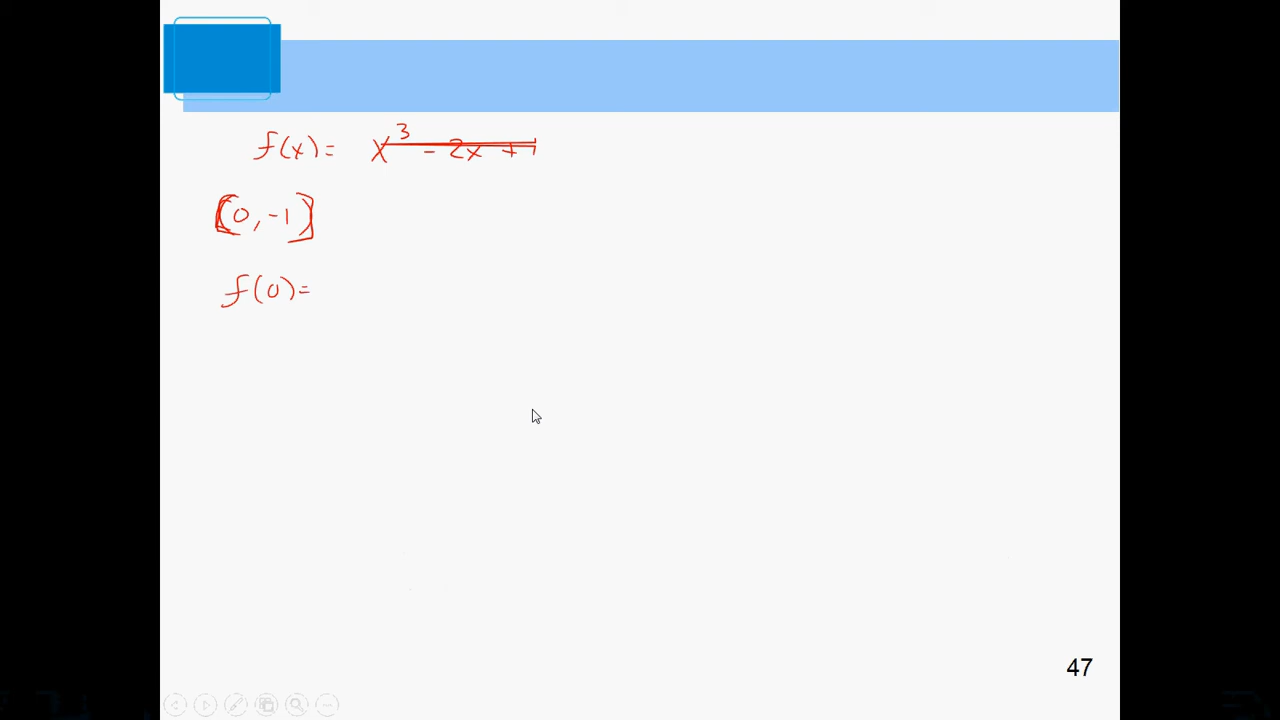 f(x) = x³ - 2x + 1
[0, -1]
f(0) =
47